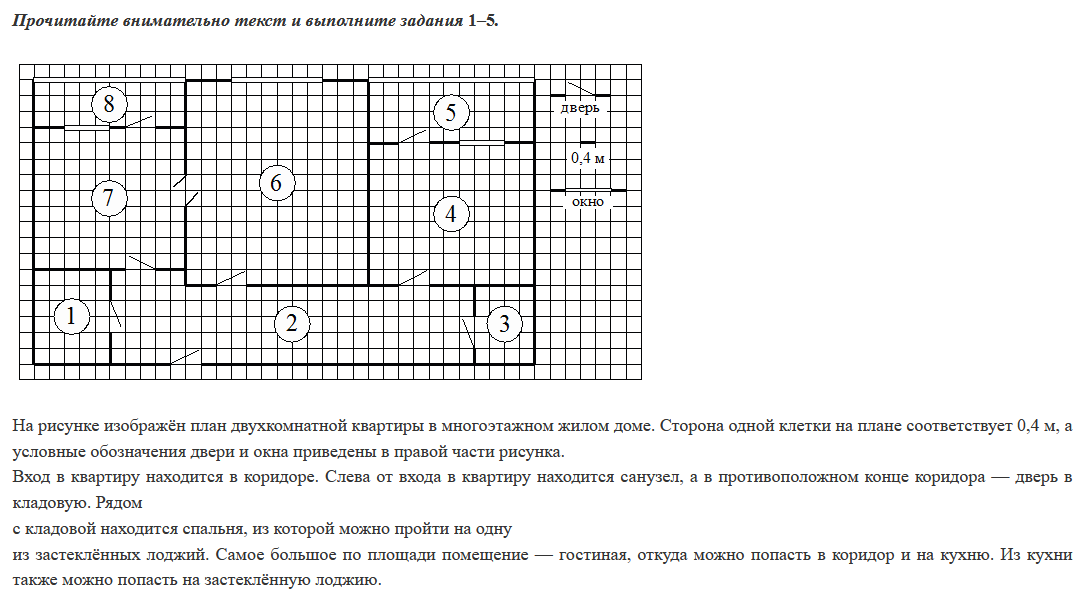 Прочитайте внимательно текст и выполните задания 1–5.
8
5
дверь
0,4 м
7
6
окно
4
1
2
3
На рисунке изображён план двухкомнатной квартиры в многоэтажном жилом доме. Сторона одной клетки на плане соответствует 0,4 м, а
условные обозначения двери и окна приведены в правой части рисунка.
Вход в квартиру находится в коридоре. Слева от входа в квартиру находится санузел, а в противоположном конце коридора — дверь в
кладовую. Рядом
с кладовой находится спальня, из которой можно пройти на одну
из застеклённых лоджий. Самое большое по площади помещение — гостиная, откуда можно попасть в коридор и на кухню. Из кухни
также можно попасть на застеклённую лоджию.